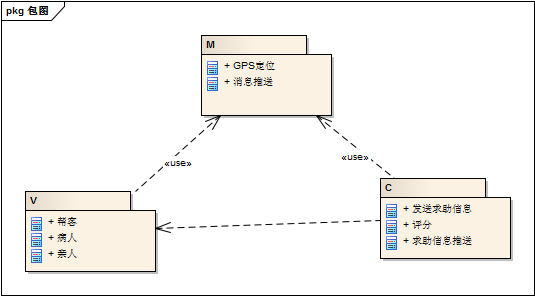 pkg 包图
M
+ GPS定位
+ 消息推送
«use»
«use»
V
+ 帮客
+ 病人
+ 亲人
C
+ 发送求助信息
+ 评分
+ 求助信息推送